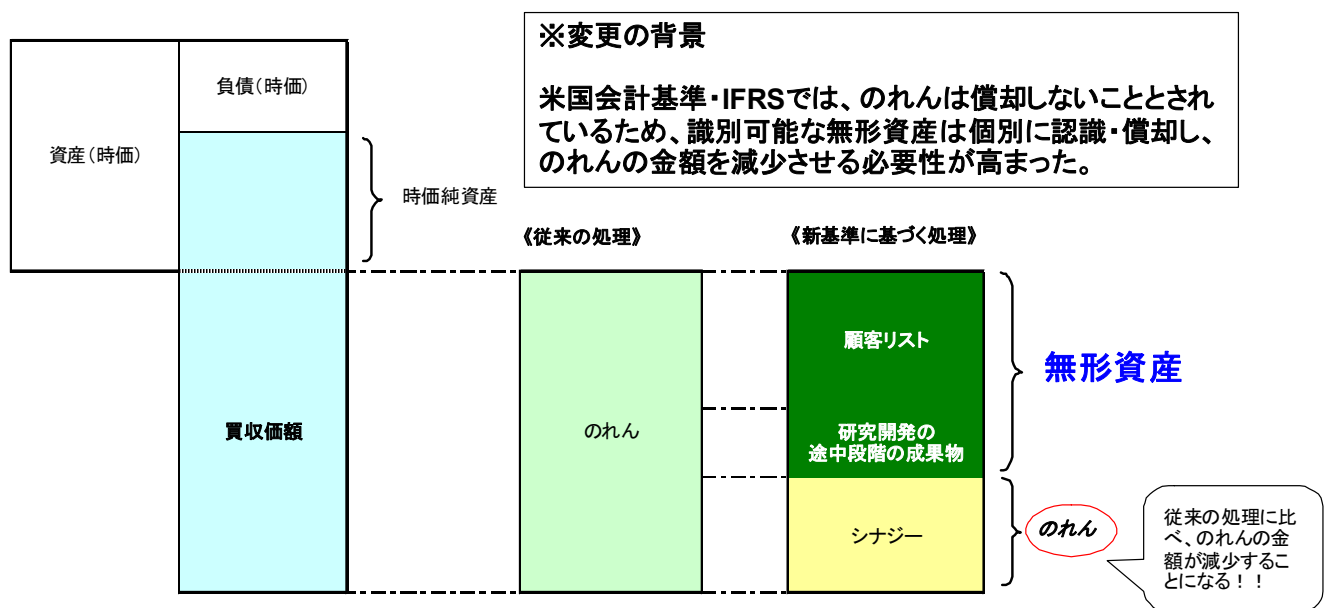 ※変更の背景
米国会計基準・IFRSでは、のれんは償却しないこととされ
ているため、識別可能な無形資産は個別に認識・償却し、
のれんの金額を減少させる必要性が高まった。
負債(時価)
資産(時価)
時価純資産
《従来の処理》
《新基準に基づく処理》
顧客リスト
無形資産
買収価額
のれん
研究開発の
途中段階の成果物
シナジー
のれん
従来の処理に比
べ、のれんの金
額が減少するこ
とになる！！